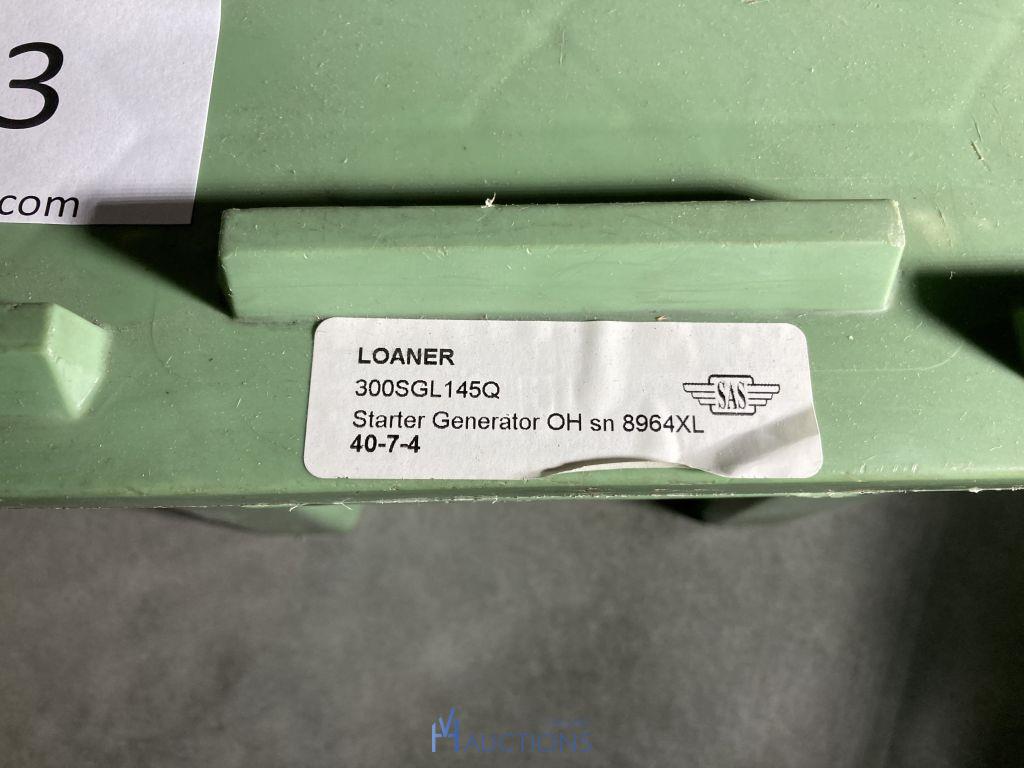 3
.com
LOANER
300SGL145Q
SAS
Starter Generator OH sn 8964XL
40-7-4
AUCTIONS